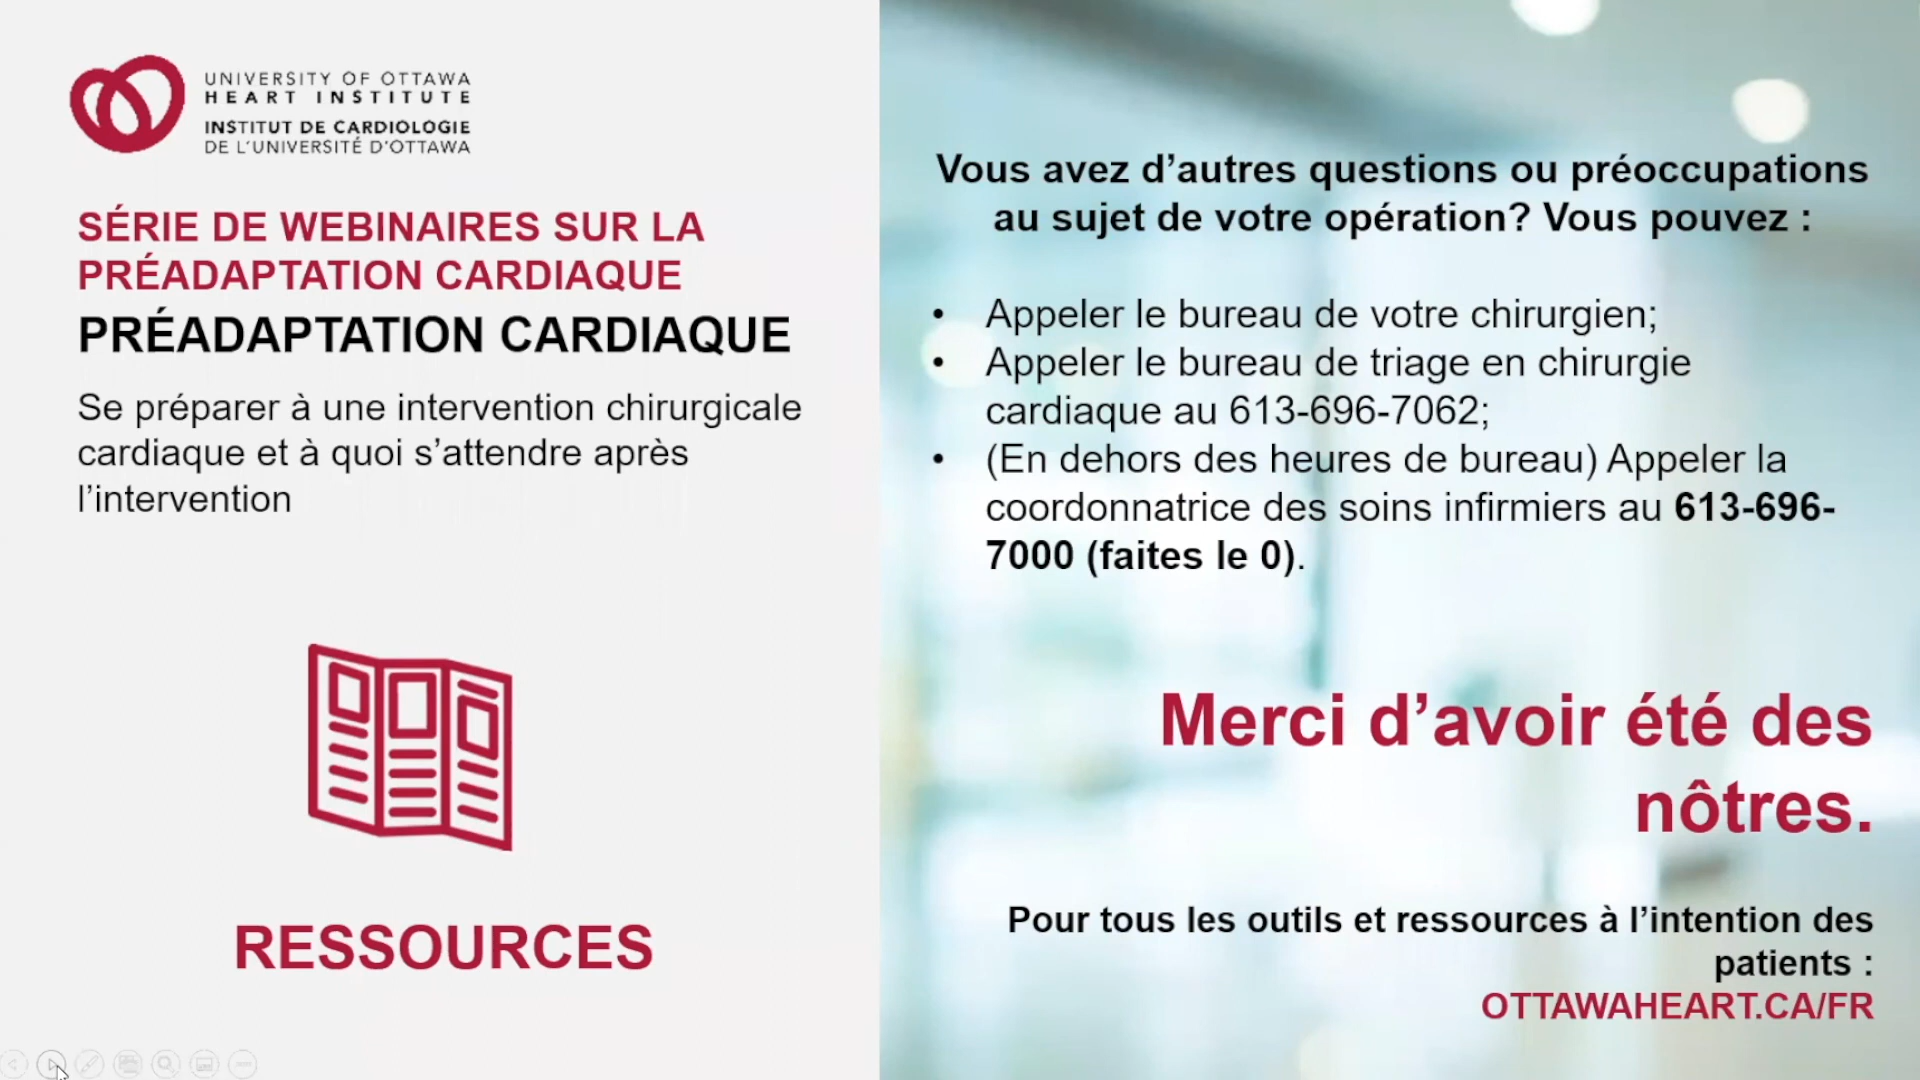 UNIVERSITY OF OTTAWA
HEART INSTITUTE
INSTITUT DE CARDIOLOGIE
DE L'UNIVERSITÉ D'OTTAWA
SÉRIE DE WEBINAIRES SUR LA
PRÉADAPTATION CARDIAQUE
PRÉADAPTATION CARDIAQUE
Se préparer à une intervention chirurgicale
cardiaque et à quoi s’attendre après
l’intervention
RESSOURCES
Vous avez d’autres questions ou préoccupations
au sujet de votre opération? Vous pouvez :
• Appeler le bureau de votre chirurgien;
• Appeler le bureau de triage en chirurgie
cardiaque au 613-696-7062;
• (En dehors des heures de bureau) Appeler la
coordonnatrice des soins infirmiers au 613-696-
7000 (faites le 0).
Merci d’avoir été des
nôtres.
Pour tous les outils et ressources à l’intention des
patients :
OTTAWAHEART.CA/FR